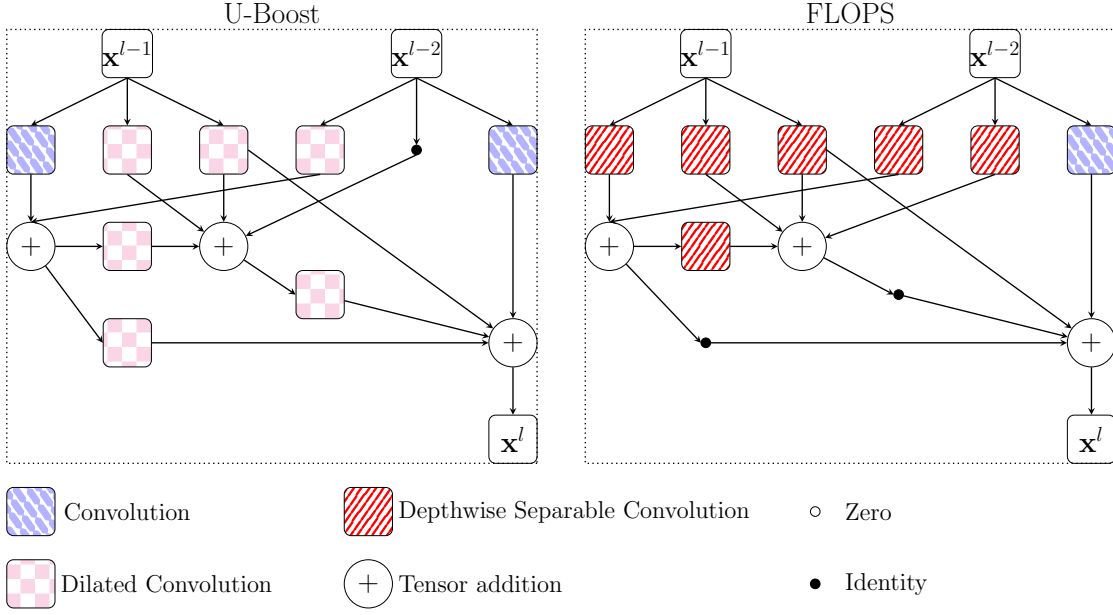 U-Boost FLOPS
x^{l−1} x^{l−2} x^{l−1} x^{l−2}
+ + + +
+ +
x^l x^l
Convolution Depthwise Separable Convolution Zero
Dilated Convolution + Tensor addition Identity